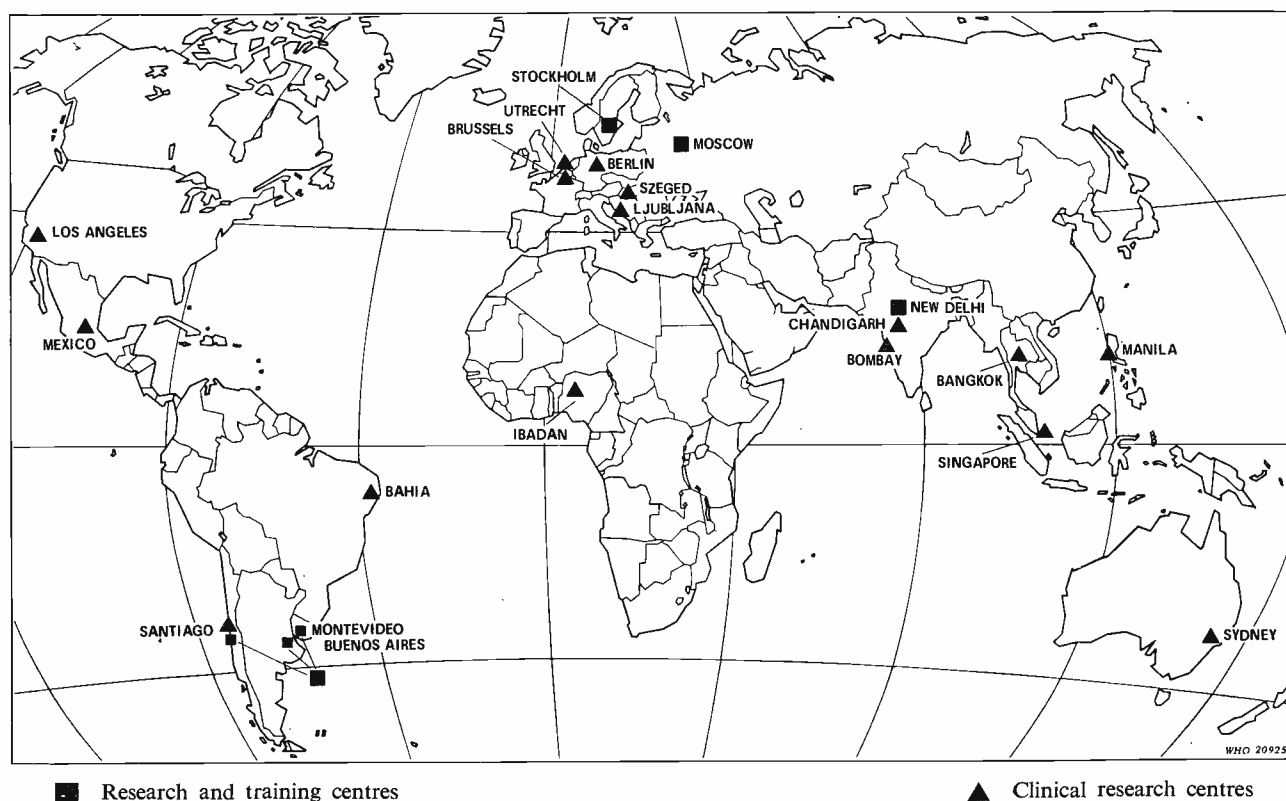 STOCKHOLM
UTRECHT
BRUSSELS
MOSCOW
BERLIN
SZEGED
LJUBLJANA
LOS ANGELES
MEXICO
NEW DELHI
CHANDIGARH
BOMBAY
BANGKOK
MANILA
IBADAN
SINGAPORE
BAHIA
SANTIAGO
MONTEVIDEO
BUENOS AIRES
SYDNEY
WHO 20925
Research and training centres
Clinical research centres